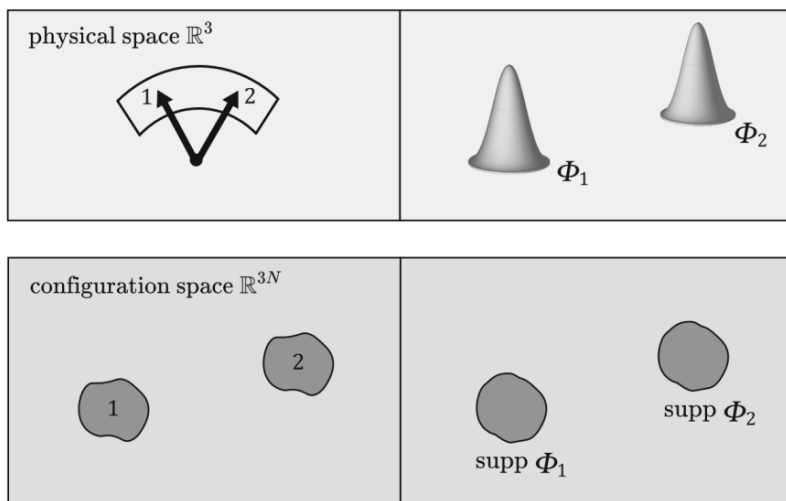 physical space ℝ³
1 2
Φ₁
Φ₂
configuration space ℝ³ᴺ
1
2
supp Φ₁
supp Φ₂